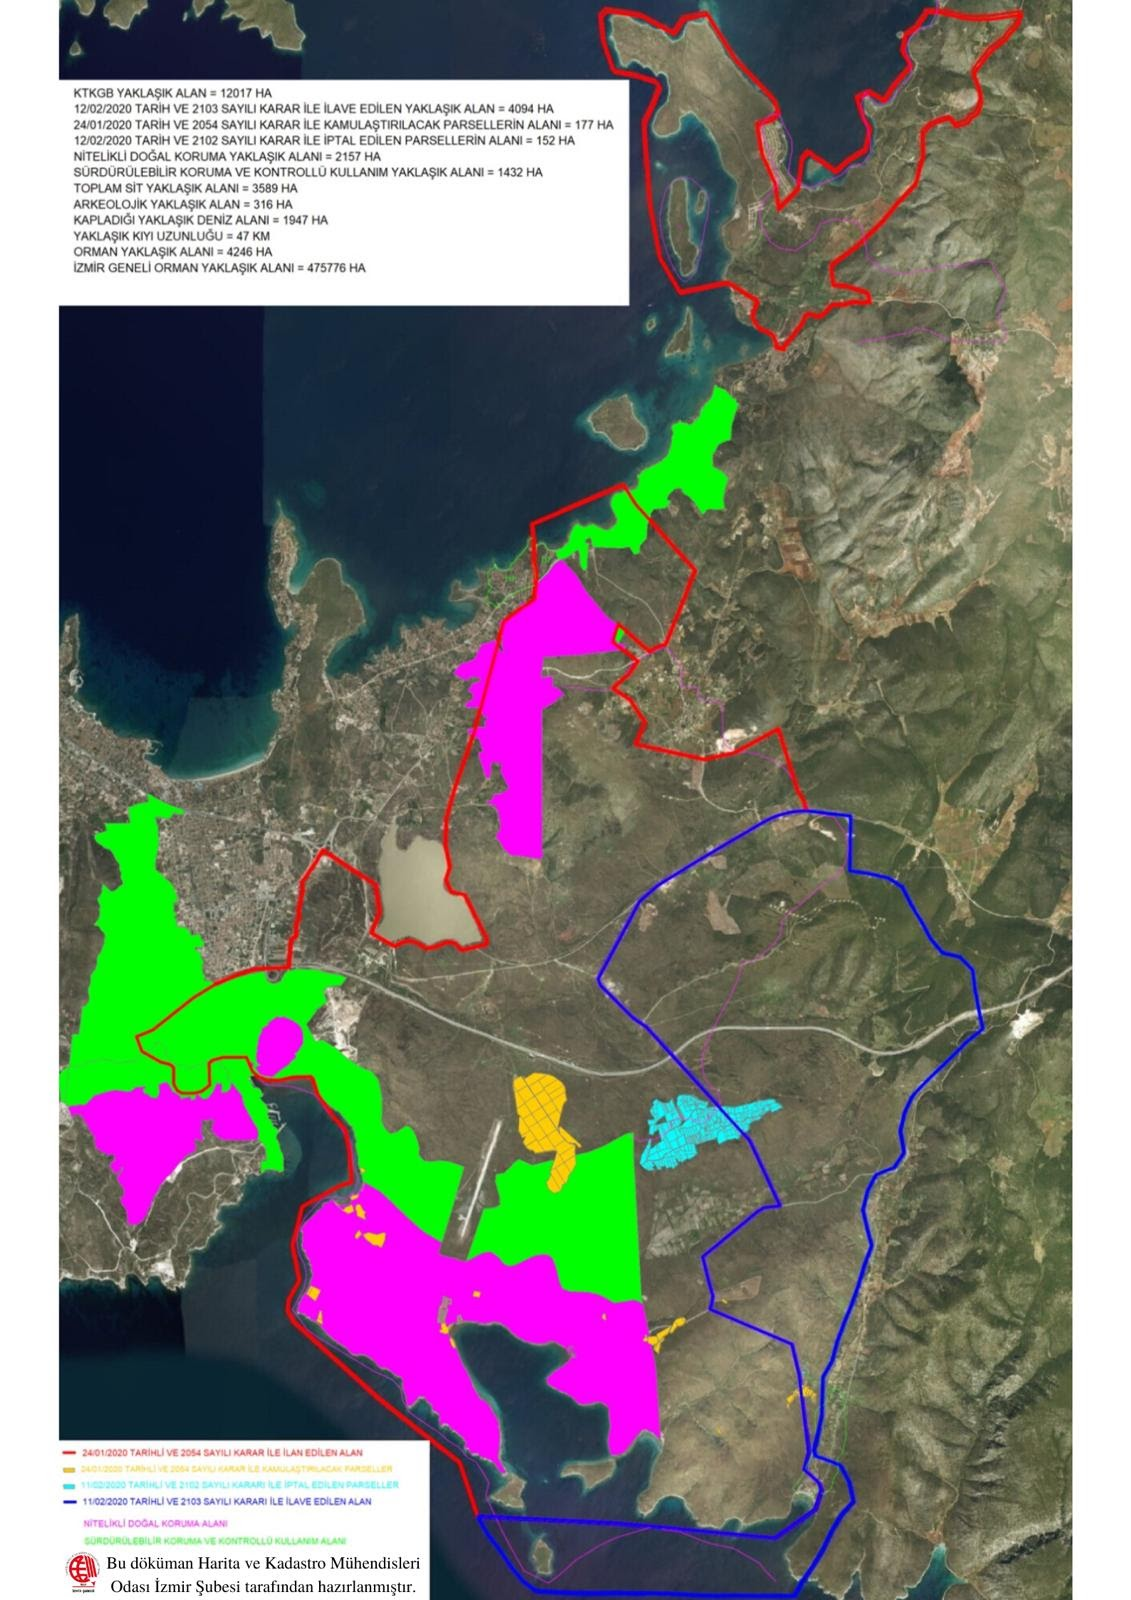 KTKGB YAKLAŞIK ALAN = 12017 HA
12/02/2020 TARİH VE 2103 SAYILI KARAR İLE İLAVE EDİLEN YAKLAŞIK ALAN = 4094 HA
24/01/2020 TARİH VE 2054 SAYILI KARAR İLE KAMULAŞTIRILACAK PARSELLERİN ALANI = 177 HA
12/02/2020 TARİH VE 2102 SAYILI KARAR İLE İPTAL EDİLEN PARSELLERİN ALANI = 152 HA
NİTELİKLİ DOĞAL KORUMA YAKLAŞIK ALANI = 2157 HA
SÜRDÜRÜLEBİLİR KORUMA VE KONTROLLÜ KULLANIM YAKLAŞIK ALANI = 1432 HA
TOPLAM SİT YAKLAŞIK ALANI = 3589 HA
ARKEOLOJİK YAKLAŞIK ALAN = 316 HA
KAPLADIĞI YAKLAŞIK DENİZ ALANI = 1947 HA
YAKLAŞIK KIYI UZUNLUĞU = 47 KM
ORMAN YAKLAŞIK ALANI = 4246 HA
İZMİR GENELİ ORMAN YAKLAŞIK ALANI = 475776 HA
24/01/2020 TARİHLİ VE 2054 SAYILI KARAR İLE İLAN EDİLEN ALAN
24/01/2020 TARİHLİ VE 2054 SAYILI KARAR İLE KAMULAŞTIRILACAK PARSELLER
11/02/2020 TARİHLİ VE 2102 SAYILI KARARI İLE İPTAL EDİLEN PARSELLER
11/02/2020 TARİHLİ VE 2103 SAYILI KARARI İLE İLAVE EDİLEN ALAN
NİTELİKLİ DOĞAL KORUMA ALANI
SÜRDÜRÜLEBİLİR KORUMA VE KONTROLLÜ KULLANIM ALANI
Bu döküman Harita ve Kadastro Mühendisleri
Odası İzmir Şubesi tarafından hazırlanmıştır.